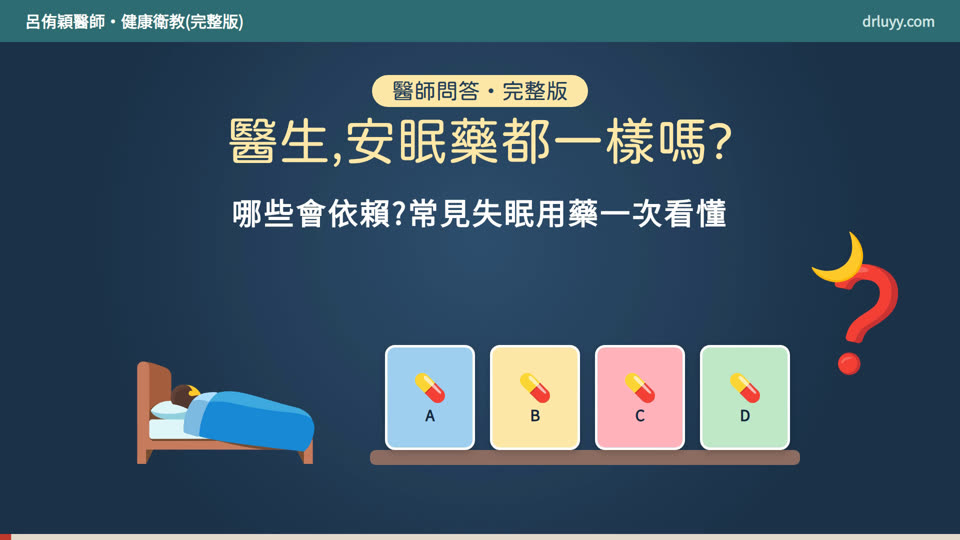 呂侑穎醫師•健康衛教(完整版)
drluyy.com
醫師問答•完整版
醫生,安眠藥都一樣嗎?
哪些會依賴?常見失眠用藥一次看懂
A
B
C
D